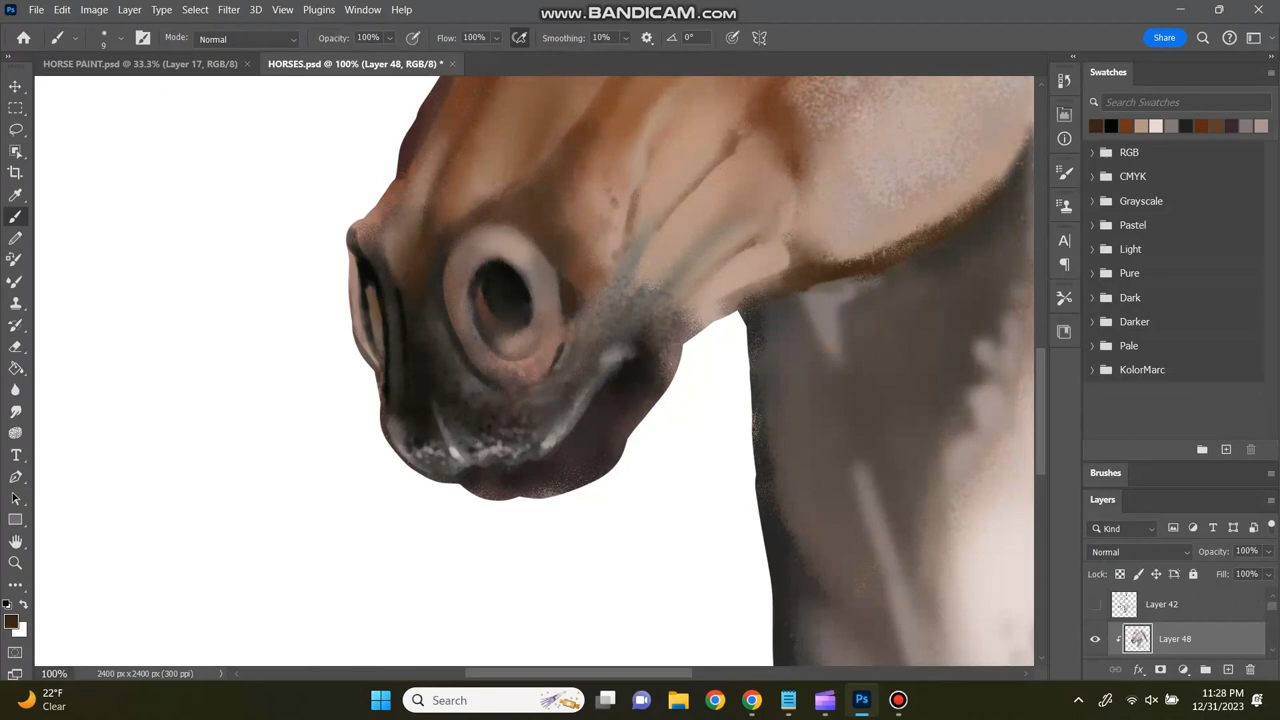 www.BANDICAM.com
Ps File Edit Image Layer Type Select Filter 3D View Plugins Window Help
9 Mode: Normal Opacity: 100% Flow: 100% Smoothing: 10% 0° Share
HORSE PAINT.psd @ 33.3% (Layer 17, RGB/8) × HORSES.psd @ 100% (Layer 48, RGB/8) * ×
Swatches
Search Swatches
RGB
CMYK
Grayscale
Pastel
Light
Pure
Dark
Darker
Pale
KolorMarc
Brushes
Layers
Kind
Normal Opacity: 100%
Lock: Fill: 100%
Layer 42
Layer 48
100% 2400 px x 2400 px (300 ppi)
22°F
Clear
Search
Ps
11:28 PM
12/31/2023